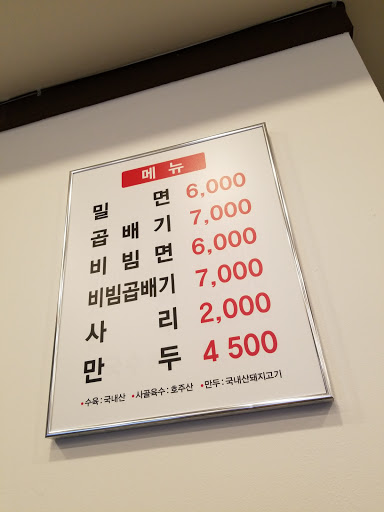 메뉴
밀면 6,000
곱배기 7,000
비빔면 6,000
비빔곱배기 7,000
사리 2,000
만두 4 500
•수육:국내산 •사골육수:호주산 •만두:국내산돼지고기